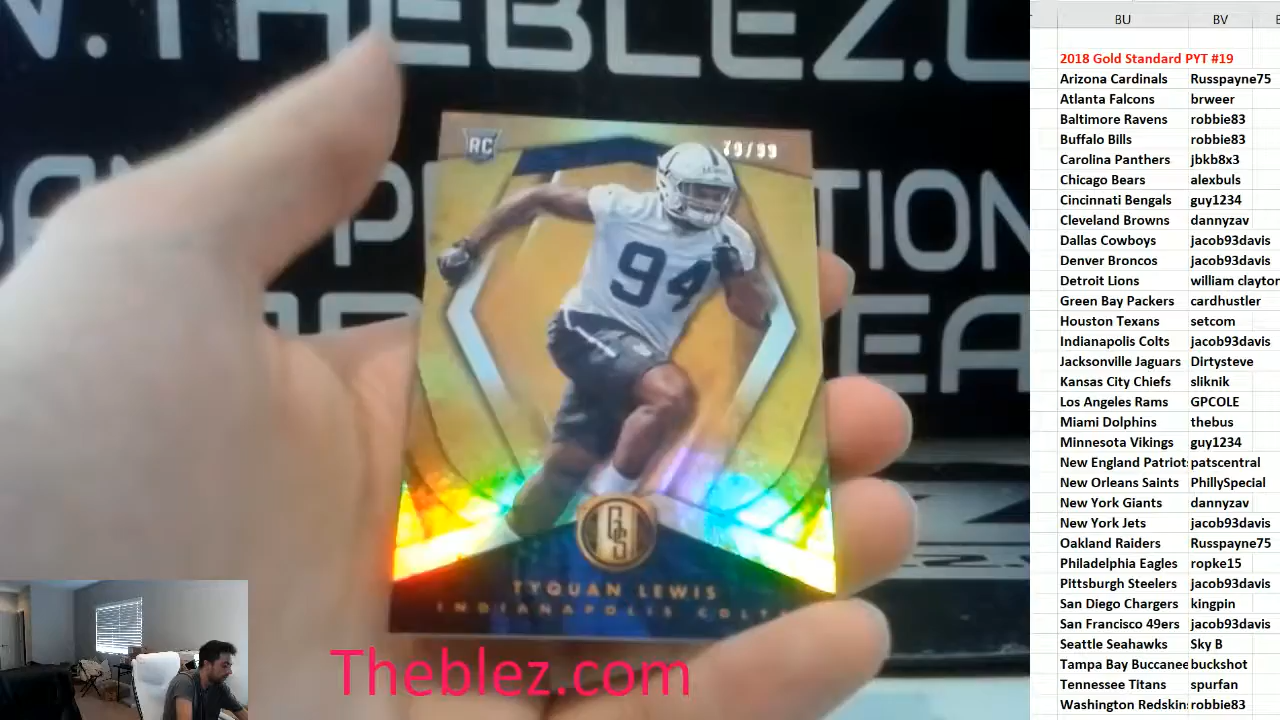 W.THEBLEZ.C
RC
79/99
94
GS
TYQUAN LEWIS
INDIANAPOLIS COLTS
Theblez.com
BU BV
2018 Gold Standard PYT #19
Arizona Cardinals Russpayne75
Atlanta Falcons brweer
Baltimore Ravens robbie83
Buffalo Bills robbie83
Carolina Panthers jbkb8x3
Chicago Bears alexbuls
Cincinnati Bengals guy1234
Cleveland Browns dannyzav
Dallas Cowboys jacob93davis
Denver Broncos jacob93davis
Detroit Lions william clayton
Green Bay Packers cardhustler
Houston Texans setcom
Indianapolis Colts jacob93davis
Jacksonville Jaguars Dirtysteve
Kansas City Chiefs sliknik
Los Angeles Rams GPCOLE
Miami Dolphins thebus
Minnesota Vikings guy1234
New England Patriot patscentral
New Orleans Saints PhillySpecial
New York Giants dannyzav
New York Jets jacob93davis
Oakland Raiders Russpayne75
Philadelphia Eagles ropke15
PIttsburgh Steelers jacob93davis
San Diego Chargers kingpin
San Francisco 49ers jacob93davis
Seattle Seahawks Sky B
Tampa Bay Buccanee buckshot
Tennessee Titans spurfan
Washington Redskin robbie83